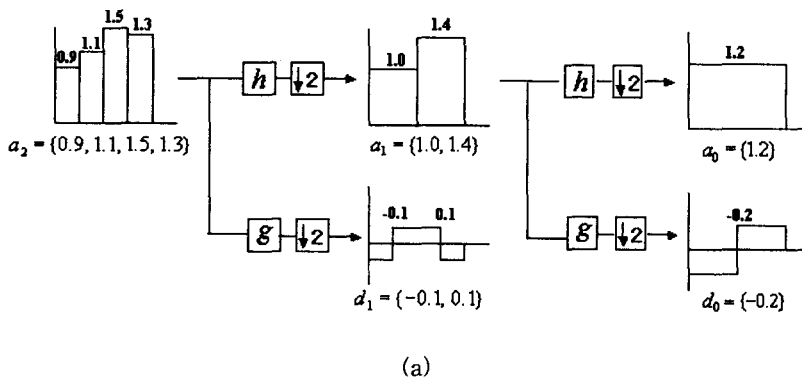 0.9 1.1 1.5 1.3
h ↓2
1.0 1.4
h ↓2
1.2
a₂ = {0.9, 1.1, 1.5, 1.3}
a₁ = {1.0, 1.4}
a₀ = {1.2}
g ↓2
-0.1 0.1
g ↓2
-0.2
d₁ = {−0.1, 0.1}
d₀ = {−0.2}
(a)